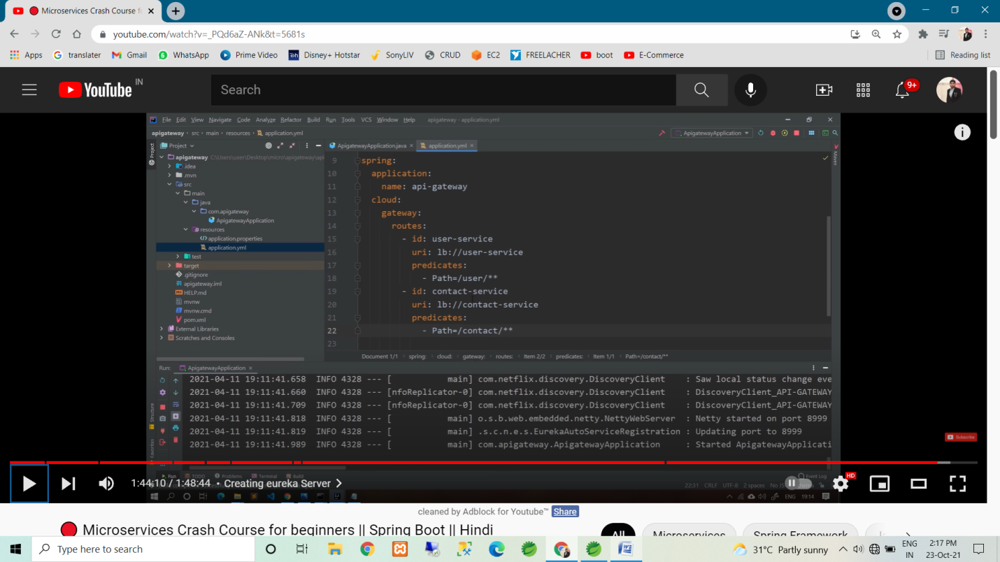 Microservices Crash Course fo
youtube.com/watch?v=_PQd6aZ-ANk&t=5681s
Apps translater Gmail WhatsApp Prime Video Disney+ Hotstar SonyLIV CRUD EC2 FREELACHER boot E-Commerce Reading list
YouTube IN
Search
9+
File Edit View Navigate Code Analyze Refactor Build Run Tools VCS Window Help apigateway - application.yml
apigateway src main resources application.yml
ApigatewayApplication
Project
ApigatewayApplication.java application.yml
Project
Maven
apigateway C:\Users\user\Desktop\micro\apigateway\api
.idea
.mvn
src
main
java
com.apigateway
ApigatewayApplication
resources
application.properties
application.yml
test
target
.gitignore
apigateway.iml
HELP.md
mvnw
mvnw.cmd
pom.xml
External Libraries
Scratches and Consoles
9 spring:
10 application:
11 name: api-gateway
12 cloud:
13 gateway:
14 routes:
15 - id: user-service
16 uri: lb://user-service
17 predicates:
18 - Path=/user/**
19 - id: contact-service
20 uri: lb://contact-service
21 predicates:
22 - Path=/contact/**
23
Document 1/1 spring: cloud: gateway: routes: Item 2/2 predicates: Item 1/1 Path=/contact/**
Run: ApigatewayApplication
2021-04-11 19:11:41.658 INFO 4328 --- [ main] com.netflix.discovery.DiscoveryClient : Saw local status change eve
2021-04-11 19:11:41.660 INFO 4328 --- [nfoReplicator-0] com.netflix.discovery.DiscoveryClient : DiscoveryClient_API-GATEWAY
2021-04-11 19:11:41.709 INFO 4328 --- [nfoReplicator-0] com.netflix.discovery.DiscoveryClient : DiscoveryClient_API-GATEWAY
2021-04-11 19:11:41.818 INFO 4328 --- [ main] o.s.b.web.embedded.netty.NettyWebServer : Netty started on port 8999
2021-04-11 19:11:41.819 INFO 4328 --- [ main] .s.c.n.e.s.EurekaAutoServiceRegistration : Updating port to 8999
2021-04-11 19:11:41.989 INFO 4328 --- [ main] com.apigateway.ApigatewayApplication : Started ApigatewayApplicati
Structure
Favorites
Subscribe
Run TODO Problems Terminal Build Event Log
1:44:10 / 1:48:44 • Creating eureka Server
HD
22:31 CRLF UTF-8 2 spaces
ENG 19:14
cleaned by Adblock for Youtube™ Share
Microservices Crash Course for beginners || Spring Boot || Hindi
All Microservices Spring Framework
Type here to search
31°C Partly sunny
ENG
IN
2:17 PM
23-Oct-21